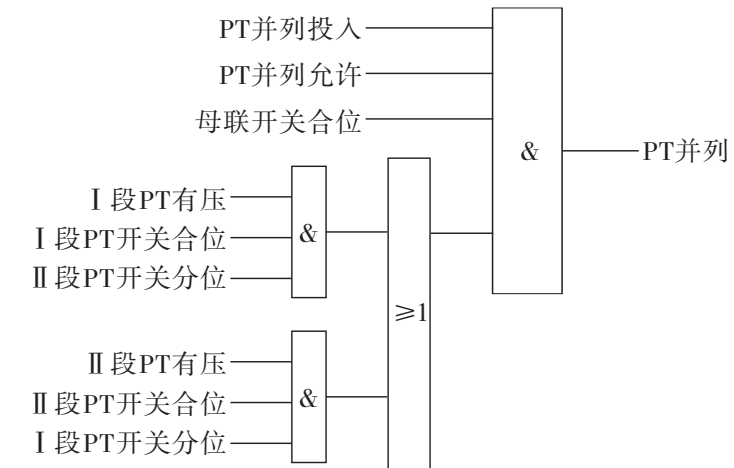 PT并列投入
PT并列允许
母联开关合位
&
PT并列
Ⅰ段PT有压
Ⅰ段PT开关合位
&
Ⅱ段PT开关分位
≥1
Ⅱ段PT有压
Ⅱ段PT开关合位
&
Ⅰ段PT开关分位